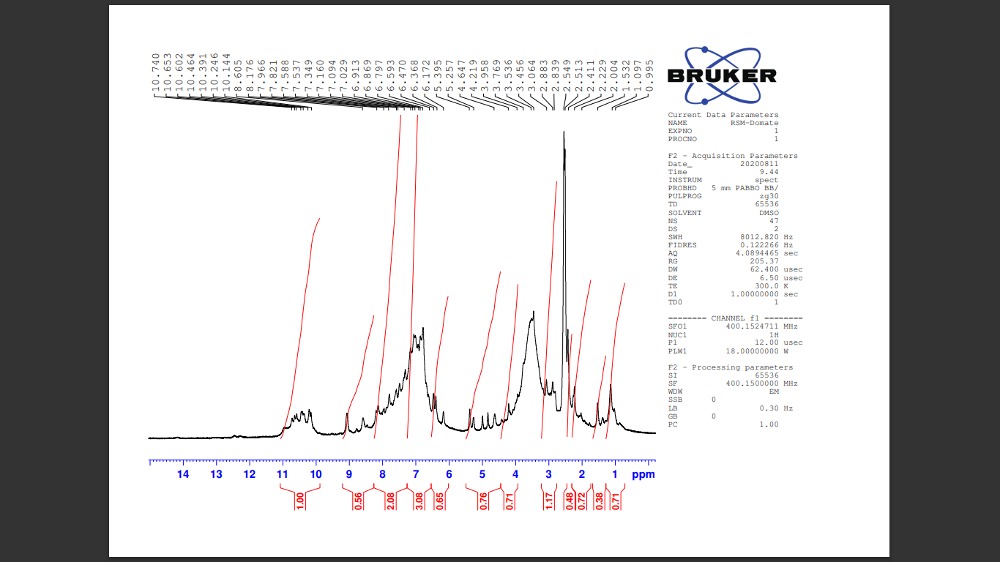 10.740
10.653
10.602
10.464
10.391
10.246
10.144
8.605
8.176
7.966
7.821
7.588
7.537
7.349
7.160
7.094
7.029
6.913
6.869
6.797
6.593
6.470
6.368
6.172
5.395
5.257
4.647
4.219
3.958
3.769
3.536
3.456
3.064
2.883
2.839
2.549
2.513
2.411
2.229
2.004
1.532
1.097
0.995
BRUKER
Current Data Parameters
NAME RSM-Domate
EXPNO 1
PROCNO 1
F2 - Acquisition Parameters
Date_ 20200811
Time 9.44
INSTRUM spect
PROBHD 5 mm PABBO BB/
PULPROG zg30
TD 65536
SOLVENT DMSO
NS 47
DS 2
SWH 8012.820 Hz
FIDRES 0.122266 Hz
AQ 4.0894465 sec
RG 205.37
DW 62.400 usec
DE 6.50 usec
TE 300.0 K
D1 1.00000000 sec
TD0 1
======== CHANNEL f1 ========
SFO1 400.1524711 MHz
NUC1 1H
P1 12.00 usec
PLW1 18.00000000 W
F2 - Processing parameters
SI 65536
SF 400.1500000 MHz
WDW EM
SSB 0
LB 0.30 Hz
GB 0
PC 1.00
14 13 12 11 10 9 8 7 6 5 4 3 2 1 ppm
1.00
0.56
2.08
3.08
0.65
0.76
0.71
1.17
0.48
0.72
0.38
0.71